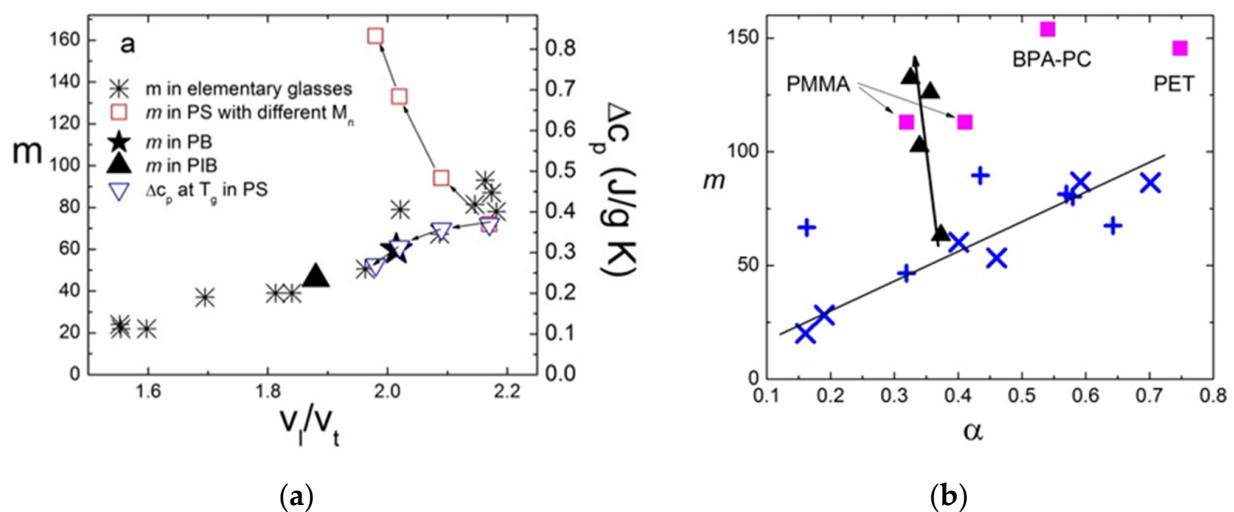 a
m in elementary glasses
m in PS with different Mn
m in PB
m in PIB
Δcp at Tg in PS
160
140
120
100
80
60
40
20
0
m
0.8
0.7
0.6
0.5
0.4
0.3
0.2
0.1
0.0
Δcp (J/g K)
1.6 1.8 2.0 2.2
vl/vt
(a)
150
100
50
0
m
PMMA
BPA-PC
PET
0.1 0.2 0.3 0.4 0.5 0.6 0.7 0.8
α
(b)